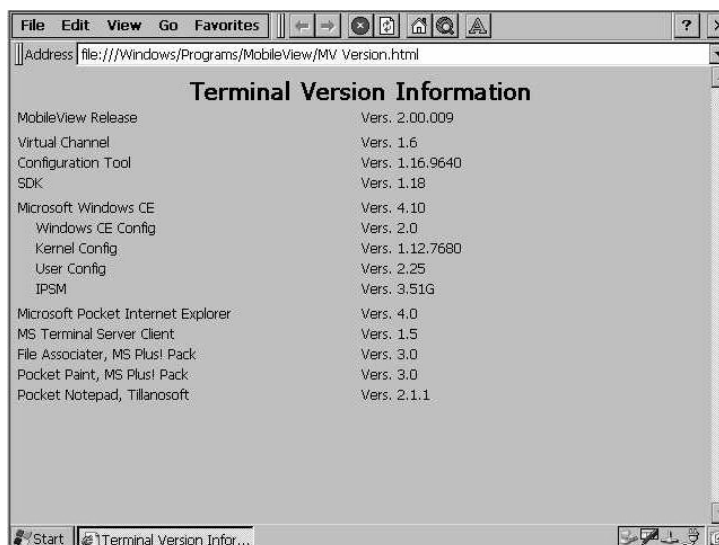 File Edit View Go Favorites ?
Address file:///Windows/Programs/MobileView/MV Version.html
Terminal Version Information
MobileView Release Vers. 2.00.009
Virtual Channel Vers. 1.6
Configuration Tool Vers. 1.16.9640
SDK Vers. 1.18
Microsoft Windows CE Vers. 4.10
Windows CE Config Vers. 2.0
Kernel Config Vers. 1.12.7680
User Config Vers. 2.25
IPSM Vers. 3.51G
Microsoft Pocket Internet Explorer Vers. 4.0
MS Terminal Server Client Vers. 1.5
File Associater, MS Plus! Pack Vers. 3.0
Pocket Paint, MS Plus! Pack Vers. 3.0
Pocket Notepad, Tillanosoft Vers. 2.1.1
Start Terminal Version Infor...